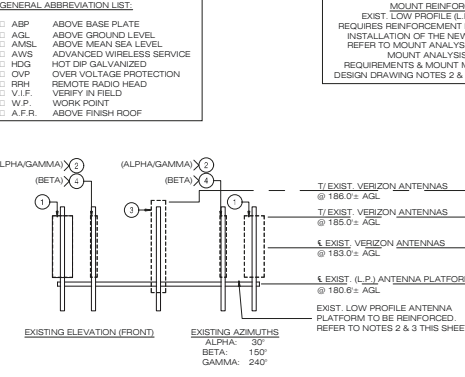 GENERAL ABBREVIATION LIST:
ABP ABOVE BASE PLATE
AGL ABOVE GROUND LEVEL
AMSL ABOVE MEAN SEA LEVEL
AWS ADVANCED WIRELESS SERVICE
HDG HOT DIP GALVANIZED
OVP OVER VOLTAGE PROTECTION
RRH REMOTE RADIO HEAD
V.I.F. VERIFY IN FIELD
W.P. WORK POINT
A.F.R. ABOVE FINISH ROOF
MOUNT REINFOR
EXIST. LOW PROFILE (L.
REQUIRES REINFORCEMENT
INSTALLATION OF THE NEW
REFER TO MOUNT ANALYS
MOUNT ANALYSIS
REQUIREMENTS & MOUNT M
DESIGN DRAWING NOTES 2 &
LPHA/GAMMA) 2
(BETA) 4
1
(ALPHA/GAMMA) 2
(BETA) 4
3
1
T/ EXIST. VERIZON ANTENNAS
@ 186.0'± AGL
T/ EXIST. VERIZON ANTENNAS
@ 185.0'± AGL
℄ EXIST. VERIZON ANTENNAS
@ 183.0'± AGL
℄ EXIST. (L.P.) ANTENNA PLATFORM
@ 180.6'± AGL
EXIST. LOW PROFILE ANTENNA
PLATFORM TO BE REINFORCED.
REFER TO NOTES 2 & 3 THIS SHEET
EXISTING ELEVATION (FRONT)
EXISTING AZIMUTHS
ALPHA: 30°
BETA: 150°
GAMMA: 240°